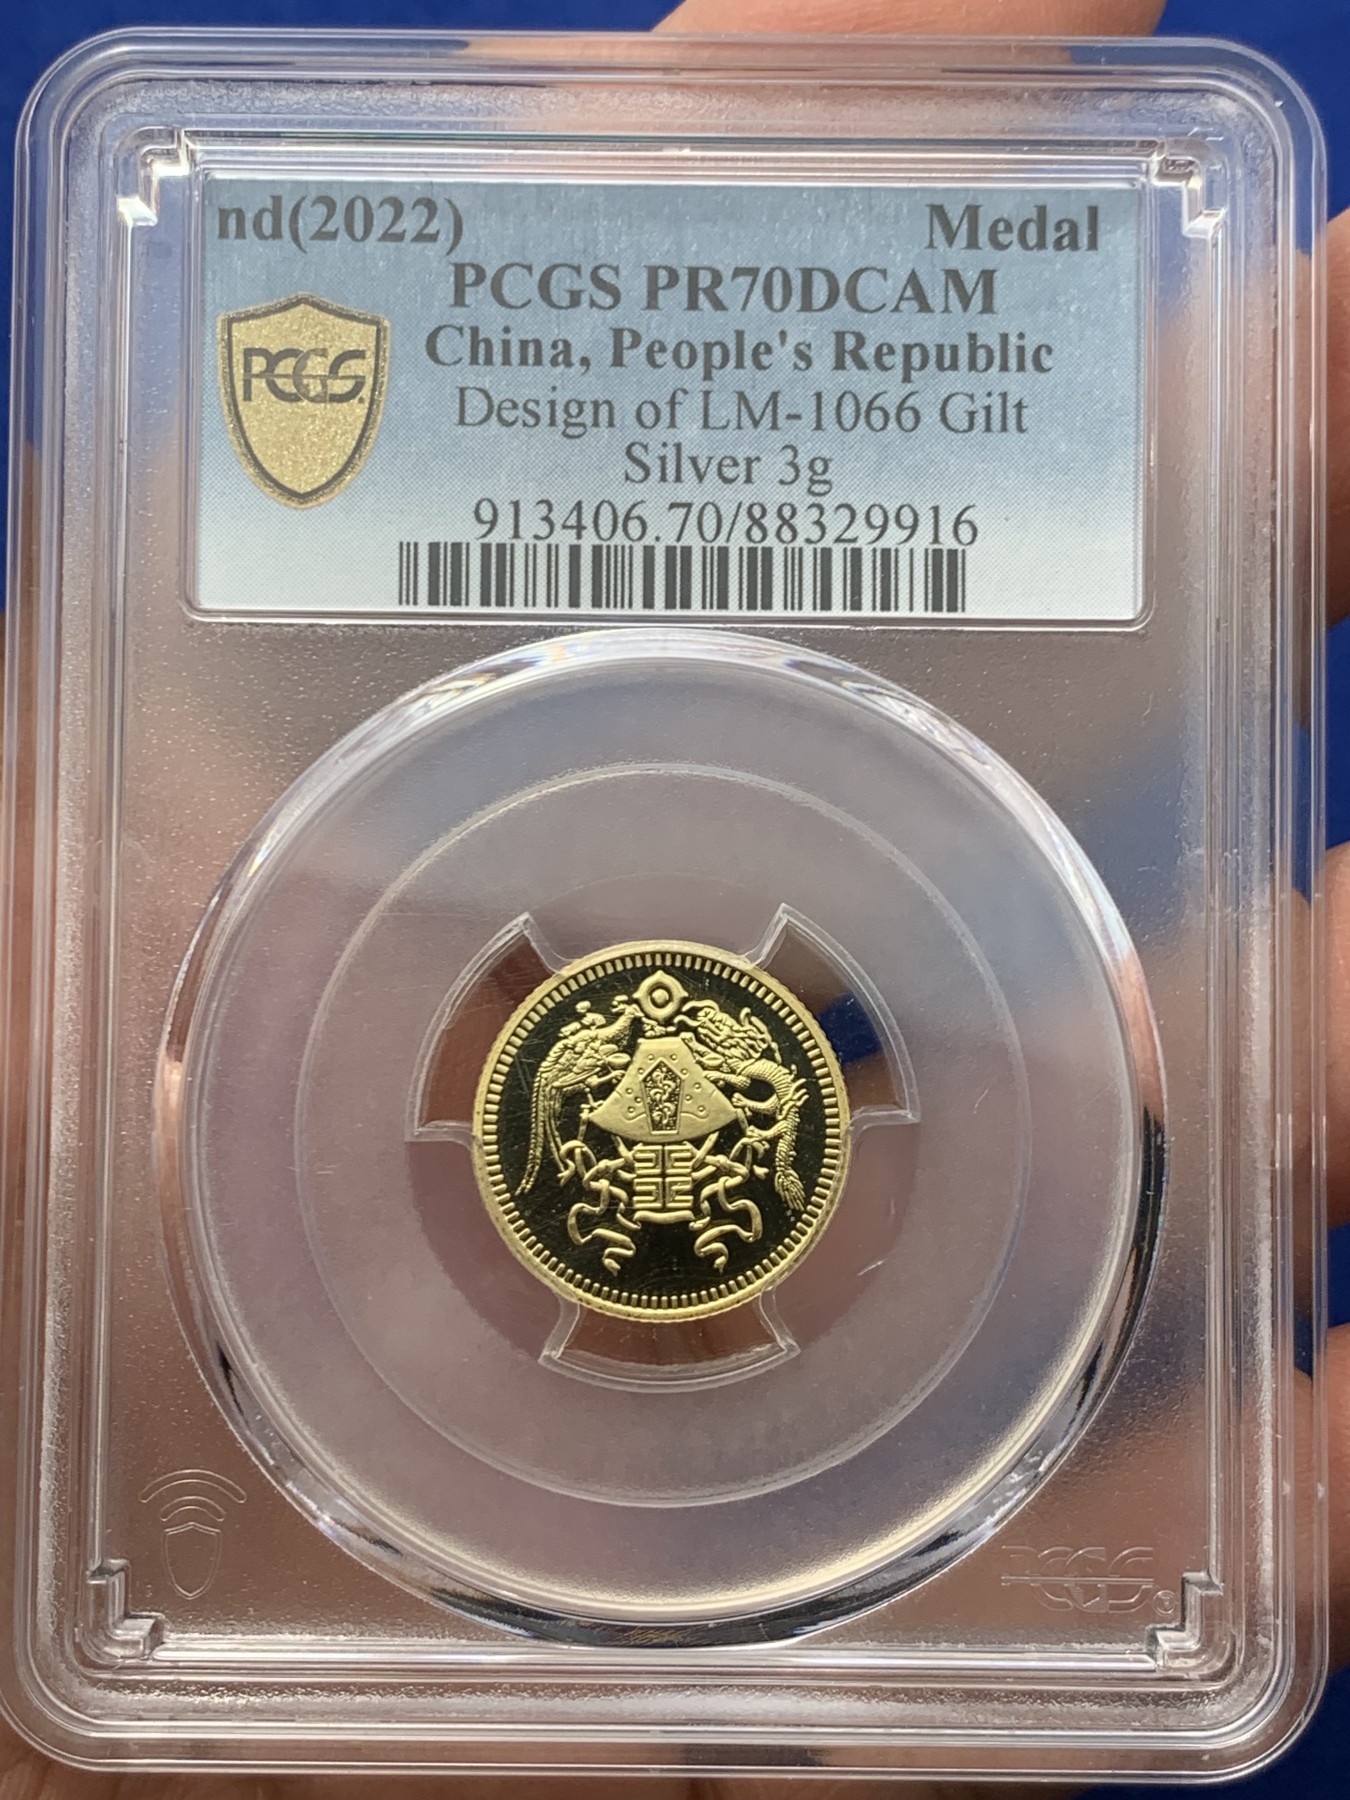 nd(2022) Medal
PCGS PR70DCAM
PCGS
China, People's Republic
Design of LM-1066 Gilt
Silver 3g
913406.70/88329916
PCGS